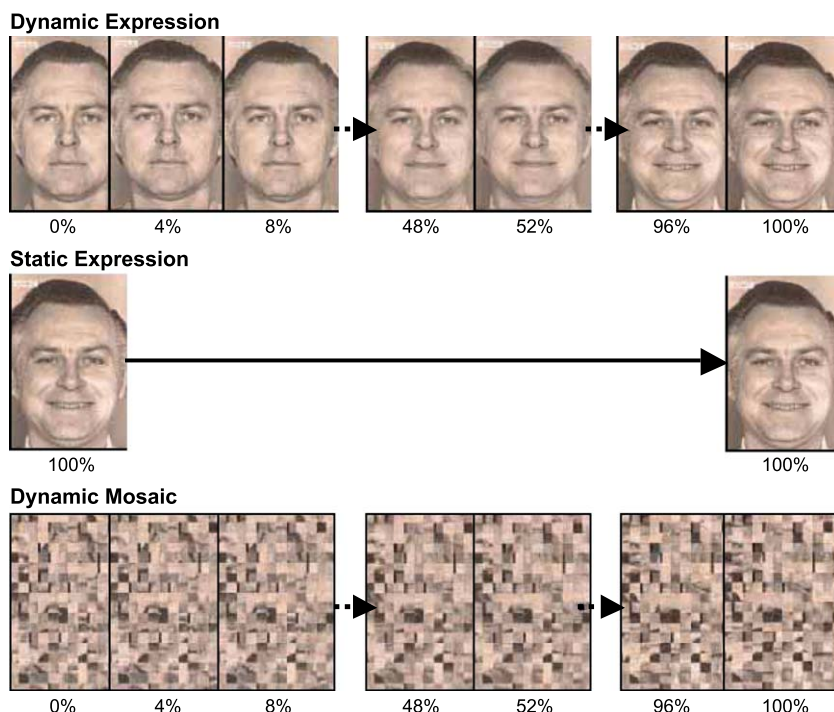 Dynamic Expression
0% 4% 8% 48% 52% 96% 100%
Static Expression
100% 100%
Dynamic Mosaic
0% 4% 8% 48% 52% 96% 100%